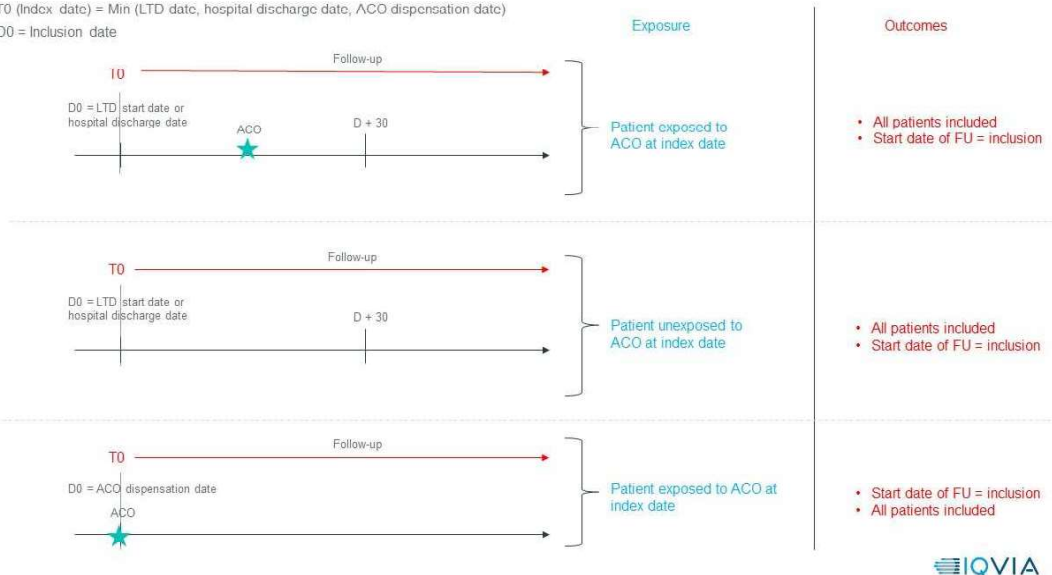 T0 (Index date) = Min (LTD date, hospital discharge date, ACO dispensation date)
D0 = Inclusion date
Exposure
Outcomes
T0
Follow-up
D0 = LTD start date or
hospital discharge date
ACO
D + 30
Patient exposed to
ACO at index date
• All patients included
• Start date of FU = inclusion
T0
Follow-up
D0 = LTD start date or
hospital discharge date
D + 30
Patient unexposed to
ACO at index date
• All patients included
• Start date of FU = inclusion
T0
Follow-up
D0 = ACO dispensation date
ACO
Patient exposed to ACO at
index date
• Start date of FU = inclusion
• All patients included
IQVIA